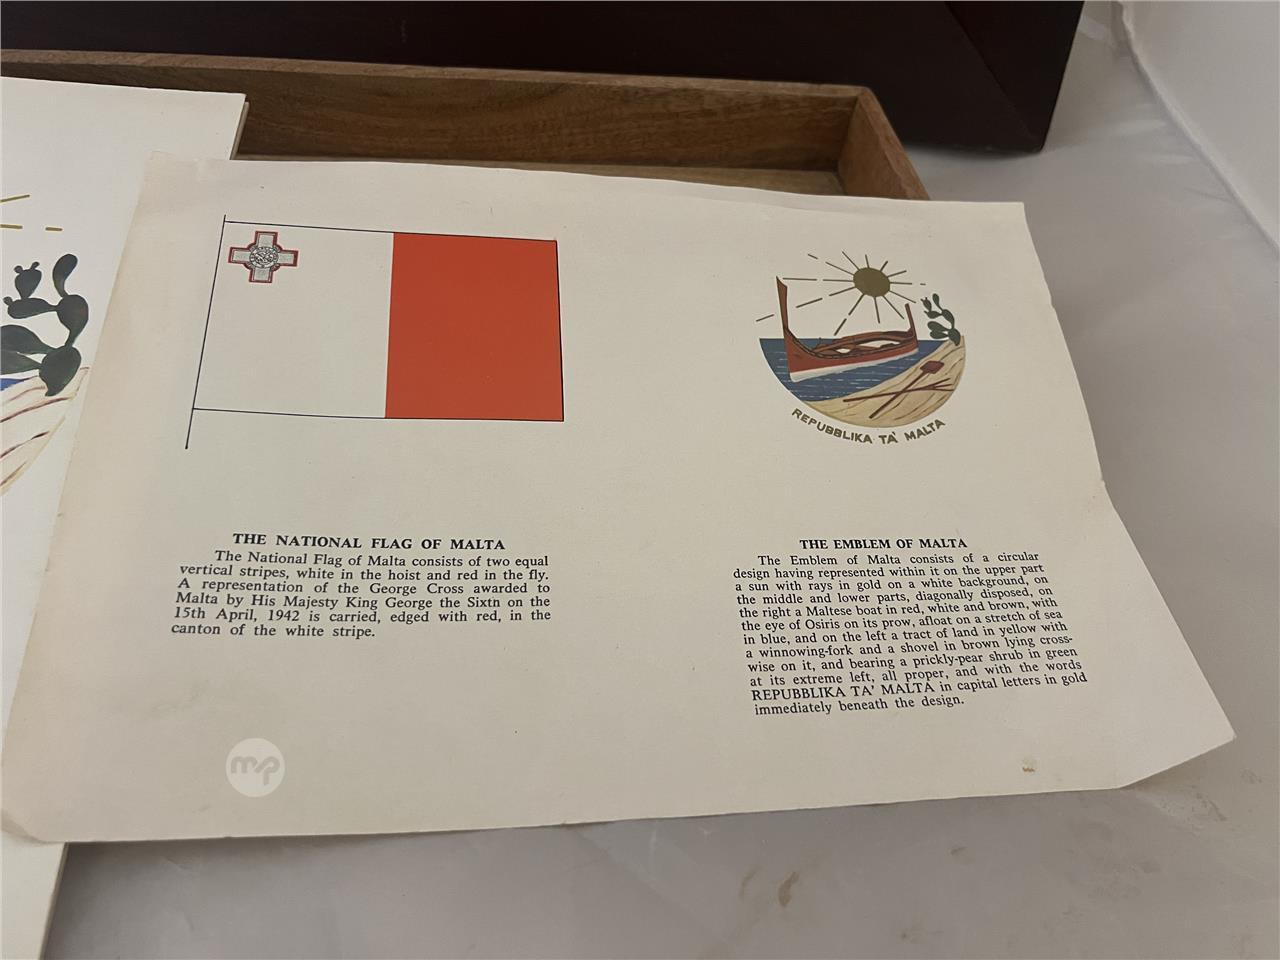 REPUBBLIKA TA' MALTA
THE NATIONAL FLAG OF MALTA
The National Flag of Malta consists of two equal
vertical stripes, white in the hoist and red in the fly.
A representation of the George Cross awarded to
Malta by His Majesty King George the Sixtn on the
15th April, 1942 is carried, edged with red, in the
canton of the white stripe.
THE EMBLEM OF MALTA
The Emblem of Malta consists of a circular
design having represented within it on the upper part
a sun with rays in gold on a white background, on
the middle and lower parts, diagonally disposed, on
the right a Maltese boat in red, white and brown, with
the eye of Osiris on its prow, afloat on a stretch of sea
in blue, and on the left a tract of land in yellow with
a winnowing-fork and a shovel in brown lying cross-
wise on it, and bearing a prickly-pear shrub in green
at its extreme left, all proper, and with the words
REPUBBLIKA TA' MALTA in capital letters in gold
immediately beneath the design.
mp